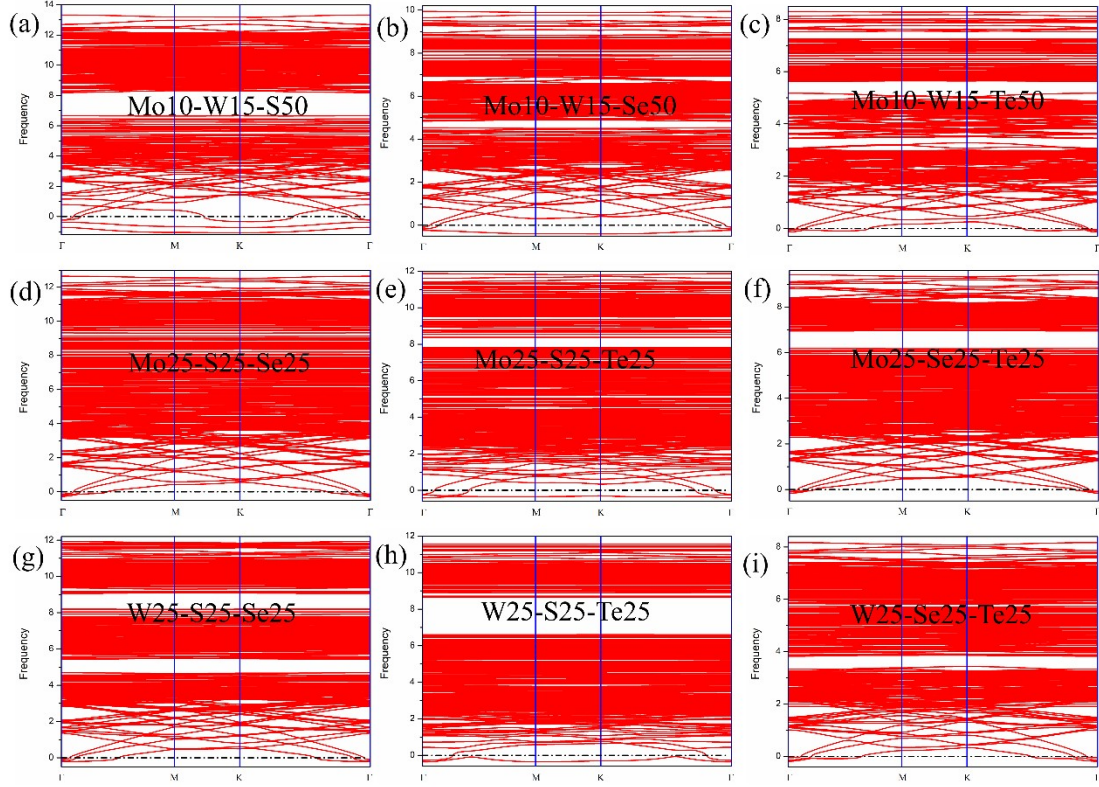 (a)
14
12
10
8
6
4
2
0
Frequency
Mo10-W15-S50
Γ M K Γ
(b)
10
8
6
4
2
0
Frequency
Mo10-W15-Se50
Γ M K Γ
(c)
8
6
4
2
0
Frequency
Mo10-W15-Te50
Γ M K Γ
(d)
12
10
8
6
4
2
0
Frequency
Mo25-S25-Se25
Γ M K Γ
(e)
12
10
8
6
4
2
0
Frequency
Mo25-S25-Te25
Γ M K Γ
(f)
8
6
4
2
0
Frequency
Mo25-Se25-Te25
Γ M K Γ
(g)
12
10
8
6
4
2
0
Frequency
W25-S25-Se25
Γ M K Γ
(h)
12
10
8
6
4
2
0
Frequency
W25-S25-Te25
Γ M K Γ
(i)
8
6
4
2
0
Frequency
W25-Se25-Te25
Γ M K Γ